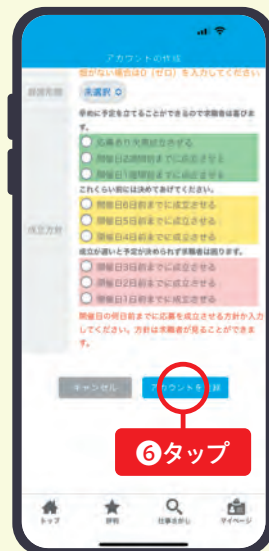 アカウントの作成
額がない場合は0（ゼロ）を入力してください
未選択
早めに予定を立てることができるので求職者は喜びま
す。
応募あり次第成立させる
開催日2週間前までに成立させる
開催日1週間前までに成立させる
これくらい前には決めてあげてください。
開催日6日前までに成立させる
開催日5日前までに成立させる
開催日4日前までに成立させる
成立方針
成立が遅いと予定が決められず求職者は困ります。
開催日3日前までに成立させる
開催日2日前までに成立させる
開催日1日前までに成立させる
開催日の何日前までに応募を成立させる方針か入力
してください。方針は求職者が見ることができま
す。
キャンセル
アカウントを登録
❻タップ
トップ
評判
仕事さがし
マイページ